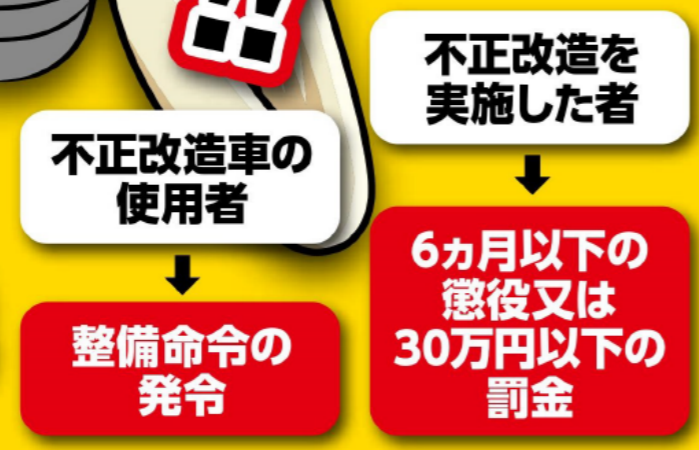 !!
不正改造車の
使用者
整備命令の
発令
不正改造を
実施した者
6ヵ月以下の
懲役又は
30万円以下の
罰金